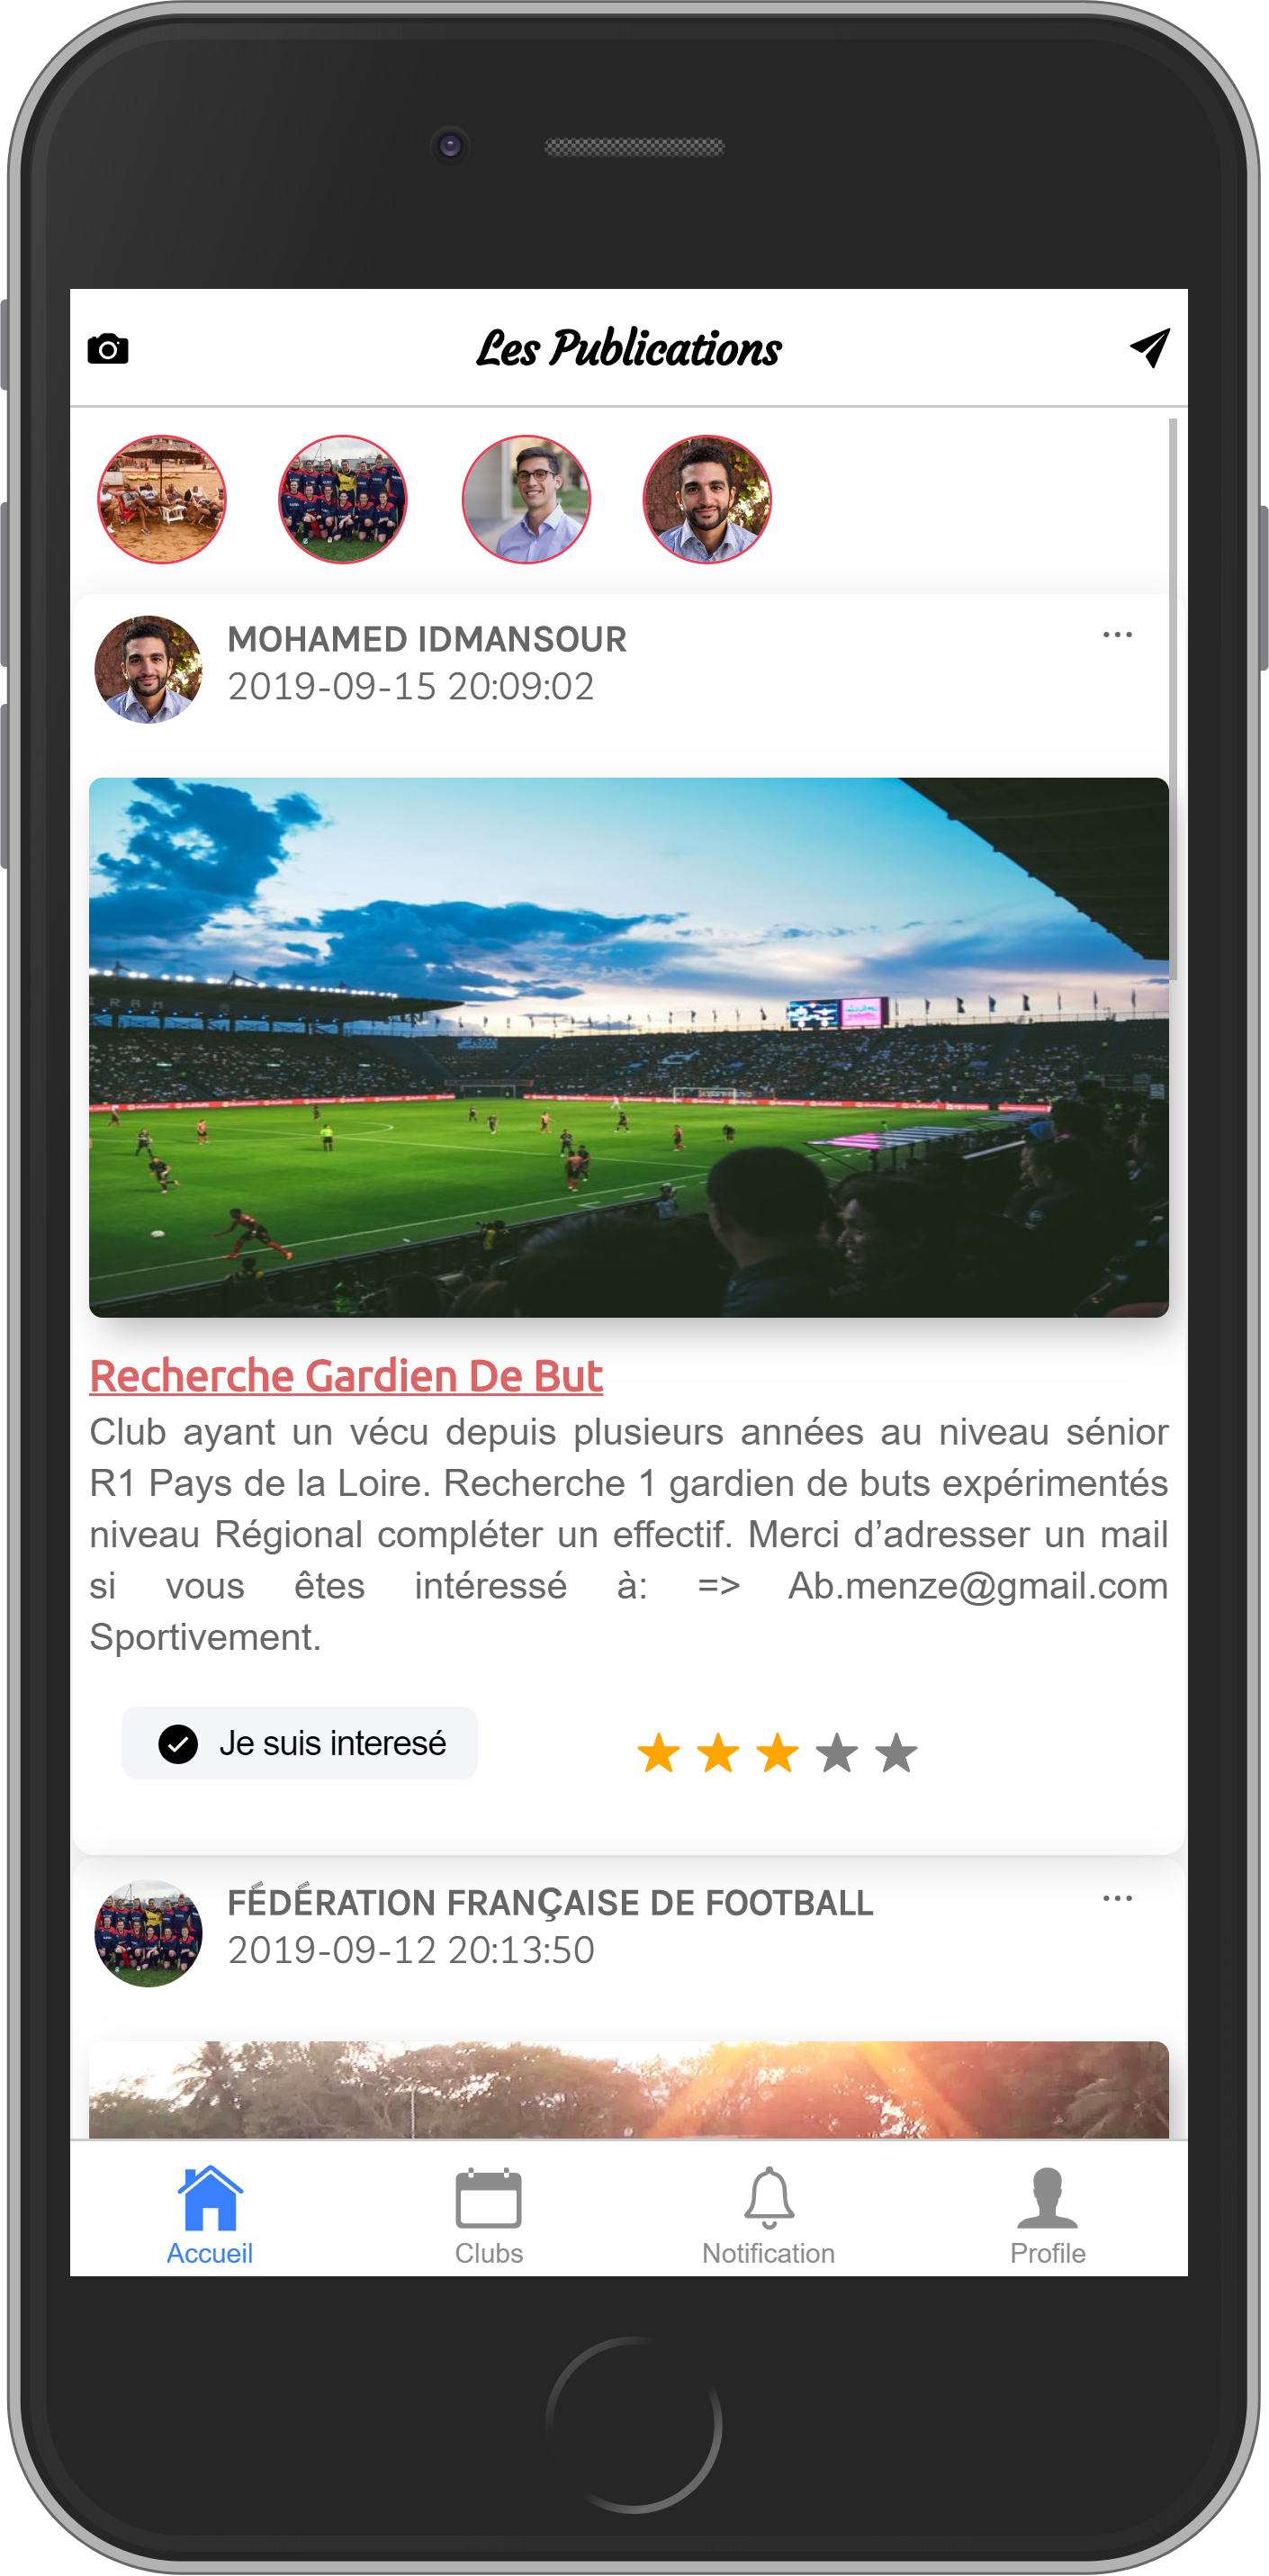 Les Publications
MOHAMED IDMANSOUR
2019-09-15 20:09:02
IRAM
Recherche Gardien De But
Club ayant un vécu depuis plusieurs années au niveau sénior
R1 Pays de la Loire. Recherche 1 gardien de buts expérimentés
niveau Régional compléter un effectif. Merci d’adresser un mail
si vous êtes intéressé à: => Ab.menze@gmail.com
Sportivement.
Je suis interesé
FÉDÉRATION FRANÇAISE DE FOOTBALL
2019-09-12 20:13:50
Accueil
Clubs
Notification
Profile